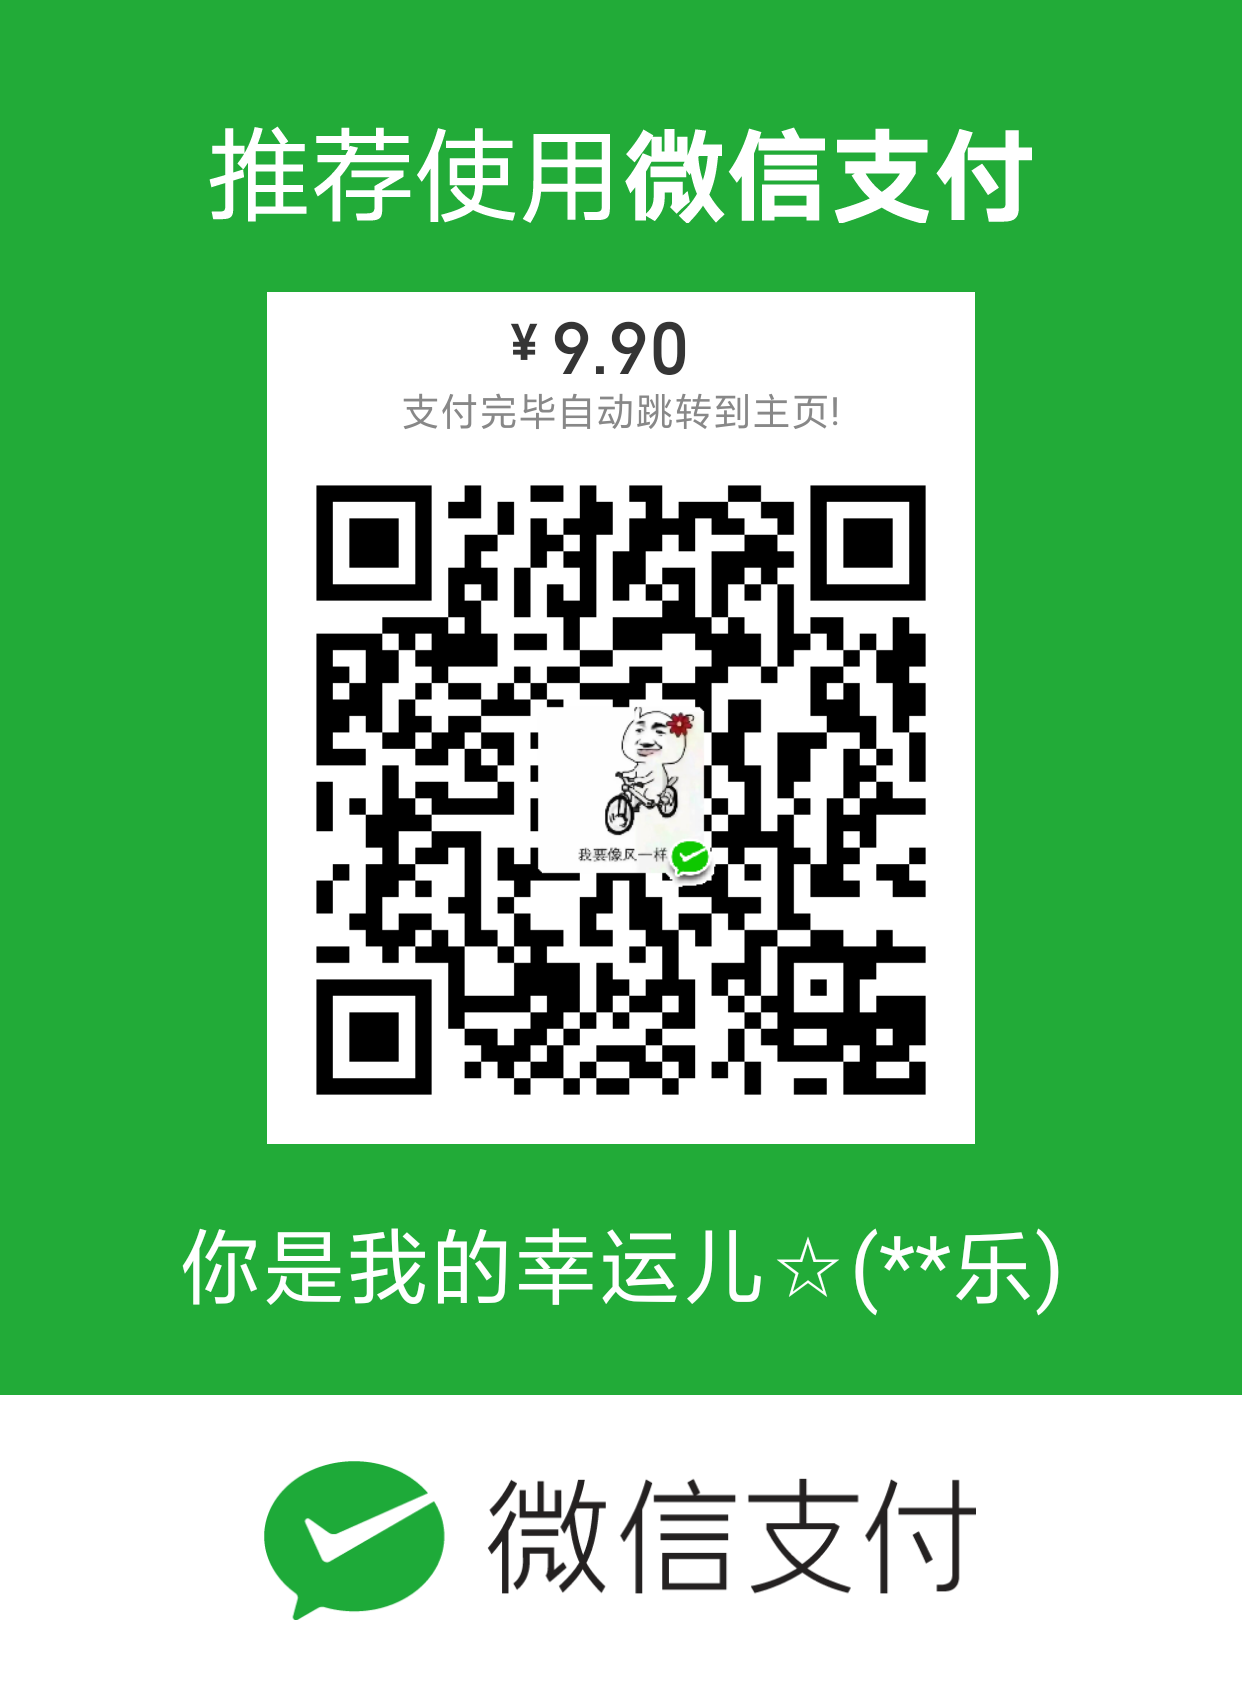 推荐使用微信支付
¥9.90
支付完毕自动跳转到主页!
我要像风一样
你是我的幸运儿☆(**乐)
微信支付